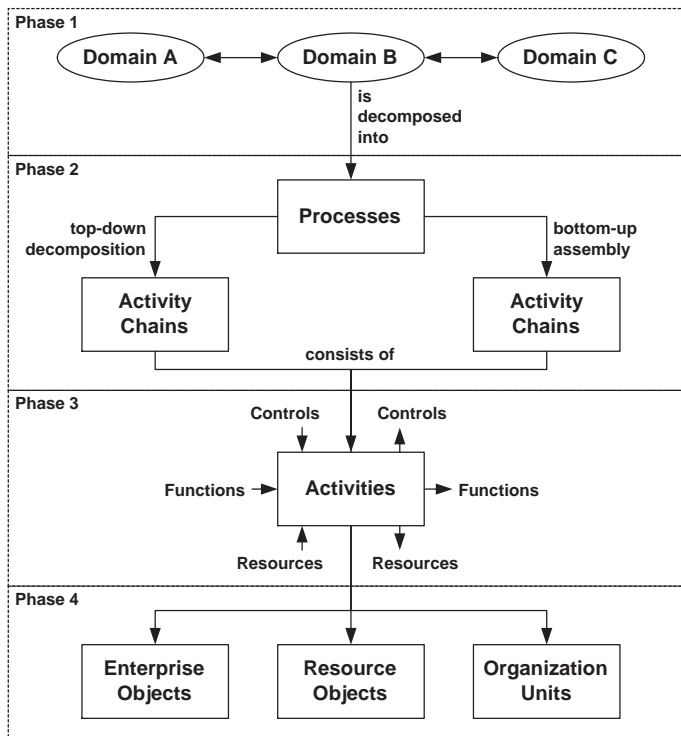 Phase 1
Domain A
Domain B
Domain C
is
decomposed
into
Phase 2
Processes
top-down
decomposition
bottom-up
assembly
Activity
Chains
Activity
Chains
consists of
Phase 3
Controls
Controls
Functions
Activities
Functions
Resources
Resources
Phase 4
Enterprise
Objects
Resource
Objects
Organization
Units